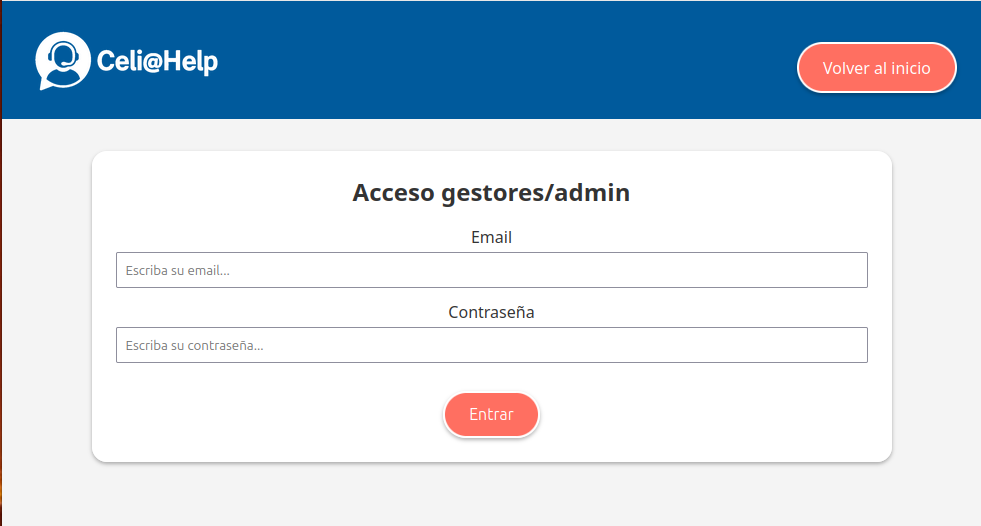 Celi@Help
Volver al inicio
Acceso gestores/admin
Email
Escriba su email...
Contraseña
Escriba su contraseña...
Entrar